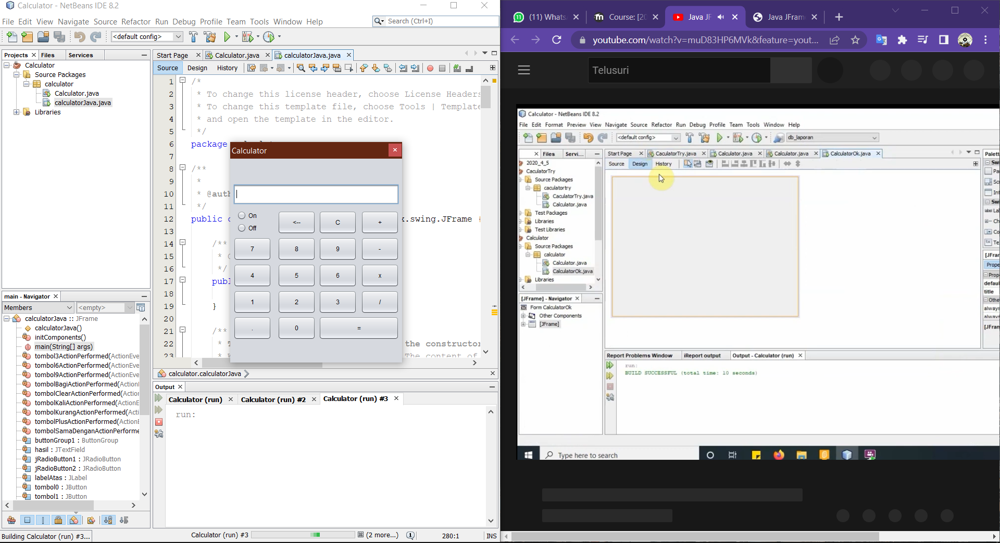 Calculator - NetBeans IDE 8.2
File Edit View Navigate Source Refactor Run Debug Profile Team Tools Window Help
Search (Ctrl+I)
<default config>
Projects Files Services
Calculator
Source Packages
calculator
Calculator.java
calculatorJava.java
Libraries
Start Page Calculator.java calculatorJava.java
Source Design History
1 /*
2 * To change this license header, choose License Headers
3 * To change this template file, choose Tools | Template
4 * and open the template in the editor.
5 */
6 package
7
8 /**
9 *
10 * @auth
11 */
12 public .swing.JFrame {
13
14 /**
15 *
16 */
17 publ
18
19 }
20
21 /**
22 * the constructor
23 * The content of
Calculator
On
Off
<-- C +
7 8 9 -
4 5 6 x
1 2 3 /
. 0 =
main - Navigator
Members <empty>
calculatorJava :: JFrame
calculatorJava()
initComponents()
main(String[] args)
tombol3ActionPerformed(ActionEve
tombol6ActionPerformed(ActionEve
tombol9ActionPerformed(ActionEve
tombolBagiActionPerformed(Action
tombolClearActionPerformed(Actio
tombolKaliActionPerformed(ActionE
tombolKurangActionPerformed(Acti
tombolPlusActionPerformed(ActionE
tombolSamaDenganActionPerforme
buttonGroup1 : ButtonGroup
hasil : JTextField
jRadioButton1 : JRadioButton
jRadioButton2 : JRadioButton
labelAtas : JLabel
tombol0 : JButton
tombol1 : JButton
calculator.calculatorJava
Output
Calculator (run) Calculator (run) #2 Calculator (run) #3
run:
Building Calculator (run) #3...
Calculator (run) #3 (2 more...) 280:1 INS
(11) Whats Course: [20 Java JF Java JFram
youtube.com/watch?v=muD83HP6MVk&feature=yout...
Telusuri
Calculator - NetBeans IDE 8.2
File Edit Format Preview View Navigate Source Refactor Run Debug Profile Team Tools Window Help
<default config> db_laporan
Files Servi...
2020_4_5
CaculatorTry
Source Packages
caculatortry
CaculatorTry.java
Calculator.java
Test Packages
Libraries
Test Libraries
Calculator
Source Packages
calculator
Calculator.java
CalculatorOk.java
Libraries
Start Page CaculatorTry.java Calculator.java Calculator.java CalculatorOk.java
Source Design History
Palett
Sw
Pa
Sc
Int
Sw
label La
Ch
Co
Te
[JFrar
Prope
Prop
defaul
title
Othe
always
alwavs
[JFran
[JFrame] - Navigator
Form CalculatorOk
Other Components
[JFrame]
Report Problems Window iReport output Output - Calculator (run)
run:
BUILD SUCCESSFUL (total time: 10 seconds)
Type here to search